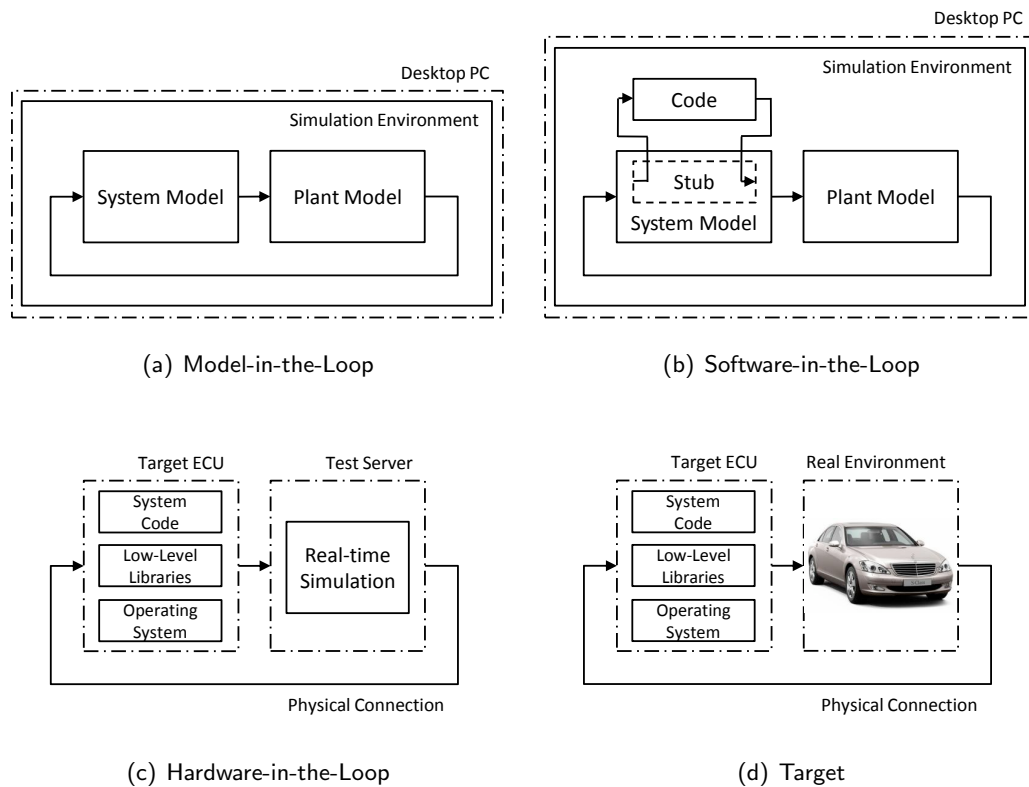 Desktop PC
Simulation Environment
System Model
Plant Model
(a) Model-in-the-Loop
Desktop PC
Simulation Environment
Code
Stub
System Model
Plant Model
(b) Software-in-the-Loop
Target ECU
Test Server
System
Code
Low-Level
Libraries
Operating
System
Real-time
Simulation
Physical Connection
(c) Hardware-in-the-Loop
Target ECU
Real Environment
System
Code
Low-Level
Libraries
Operating
System
Physical Connection
(d) Target